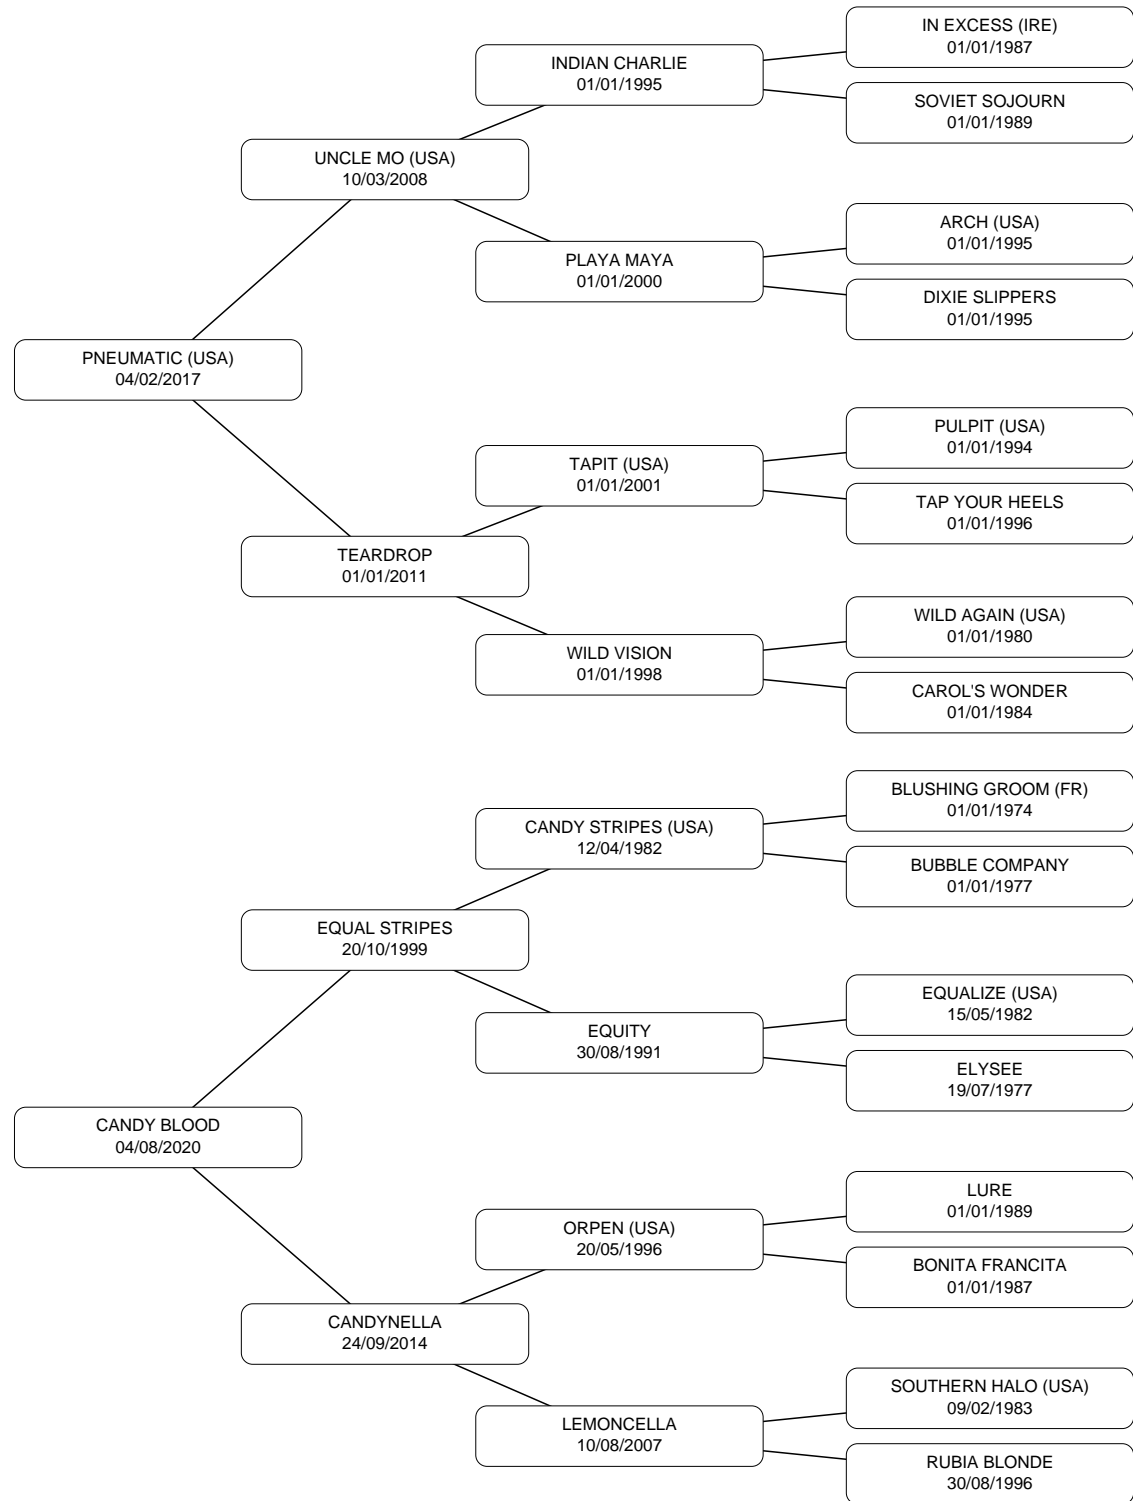 IN EXCESS (IRE)
01/01/1987
INDIAN CHARLIE
01/01/1995
SOVIET SOJOURN
01/01/1989
UNCLE MO (USA)
10/03/2008
ARCH (USA)
01/01/1995
PLAYA MAYA
01/01/2000
DIXIE SLIPPERS
01/01/1995
PNEUMATIC (USA)
04/02/2017
PULPIT (USA)
01/01/1994
TAPIT (USA)
01/01/2001
TAP YOUR HEELS
01/01/1996
TEARDROP
01/01/2011
WILD AGAIN (USA)
01/01/1980
WILD VISION
01/01/1998
CAROL'S WONDER
01/01/1984
BLUSHING GROOM (FR)
01/01/1974
CANDY STRIPES (USA)
12/04/1982
BUBBLE COMPANY
01/01/1977
EQUAL STRIPES
20/10/1999
EQUALIZE (USA)
15/05/1982
EQUITY
30/08/1991
ELYSEE
19/07/1977
CANDY BLOOD
04/08/2020
LURE
01/01/1989
ORPEN (USA)
20/05/1996
BONITA FRANCITA
01/01/1987
CANDYNELLA
24/09/2014
SOUTHERN HALO (USA)
09/02/1983
LEMONCELLA
10/08/2007
RUBIA BLONDE
30/08/1996